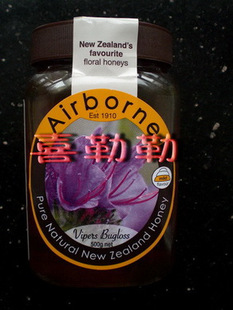 New Zealand's
favourite
floral honeys
Airborne
Est 1910
喜勒勒
Vipers Bugloss
500g net
Pure Natural New Zealand Honey